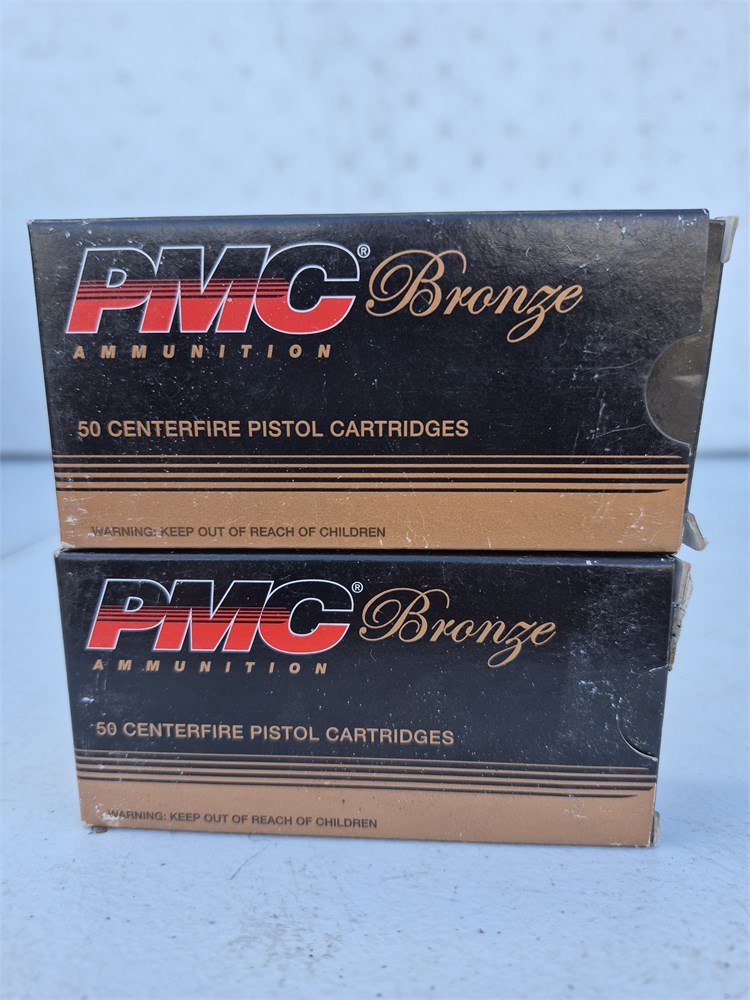 PMC® Bronze
AMMUNITION
50 CENTERFIRE PISTOL CARTRIDGES
WARNING: KEEP OUT OF REACH OF CHILDREN
PMC® Bronze
AMMUNITION
50 CENTERFIRE PISTOL CARTRIDGES
WARNING: KEEP OUT OF REACH OF CHILDREN